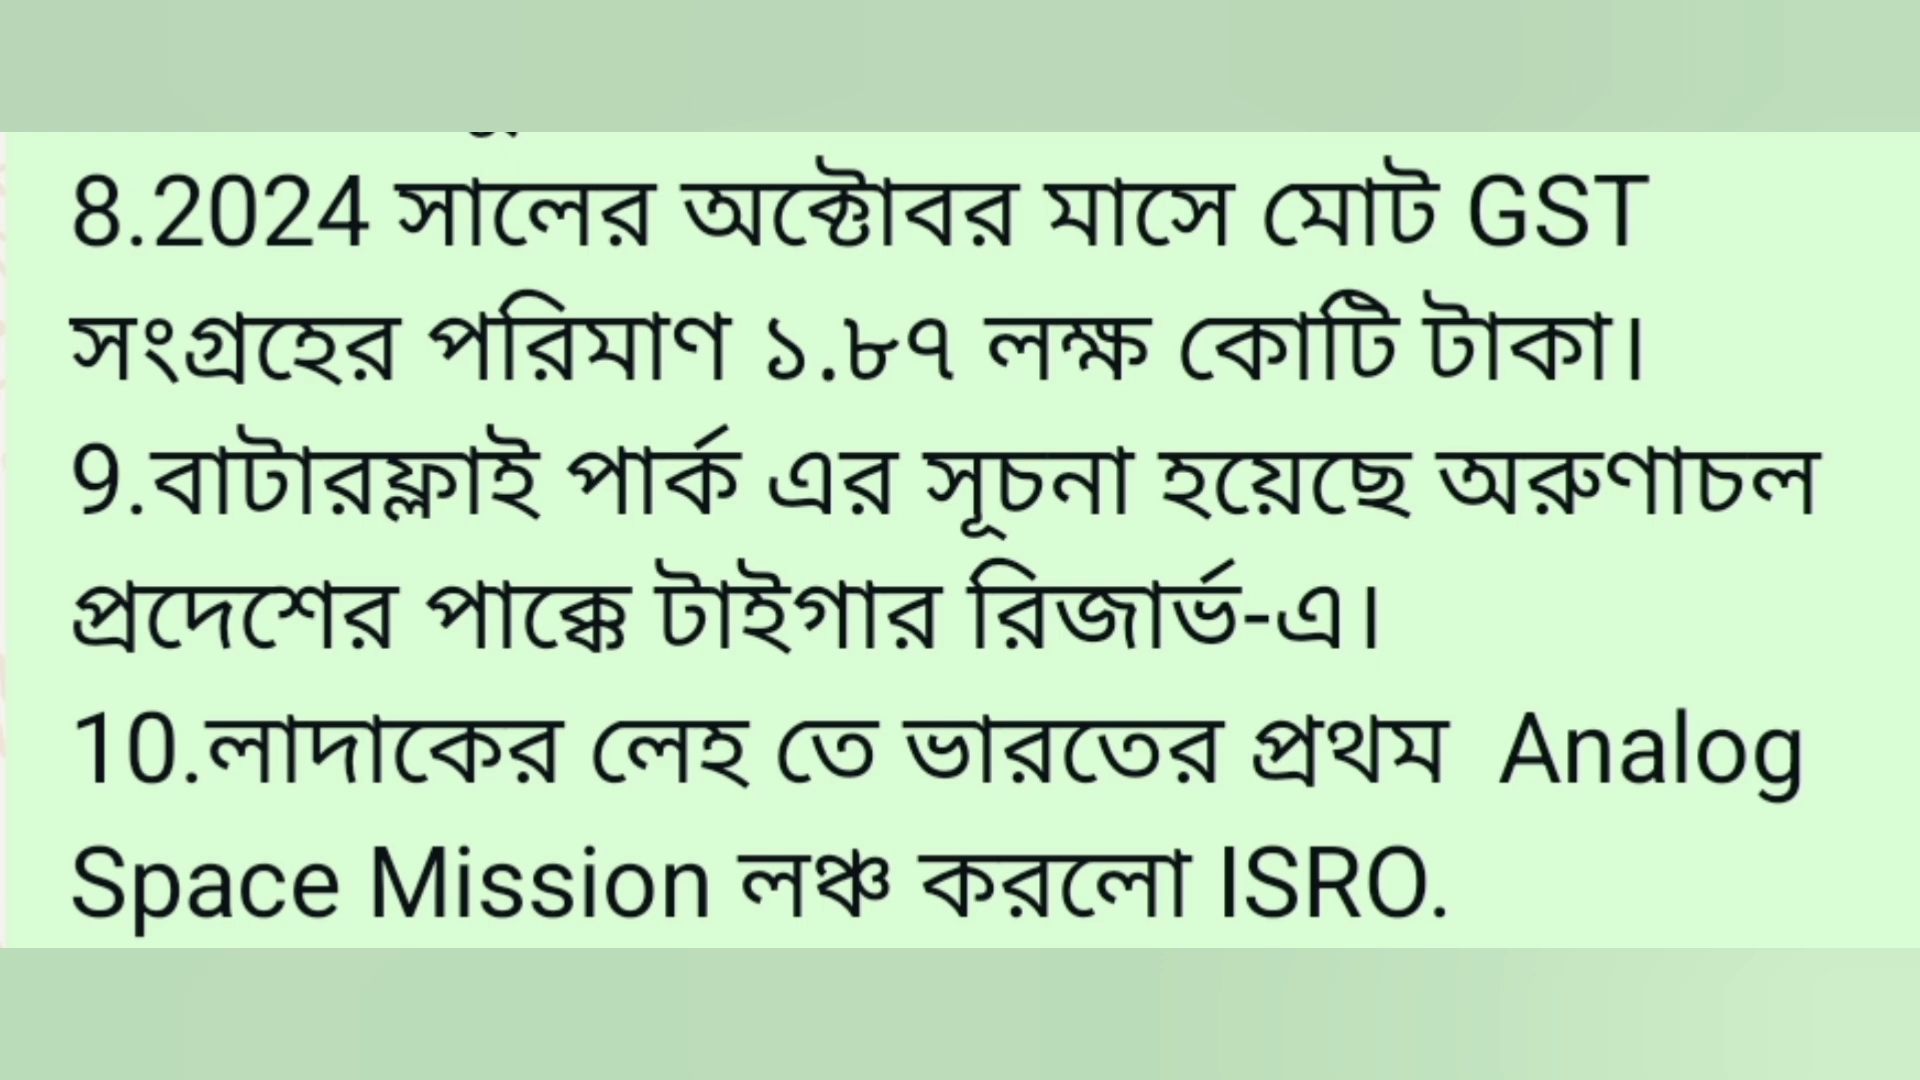 8.2024 সালের অক্টোবর মাসে মোট GST
সংগ্রহের পরিমাণ ১.৮৭ লক্ষ কোটি টাকা।
9.বাটারফ্লাই পার্ক এর সূচনা হয়েছে অরুণাচল
প্রদেশের পাক্কে টাইগার রিজার্ভ-এ।
10.লাদাকের লেহ তে ভারতের প্রথম  Analog
Space Mission লঞ্চ করলো ISRO.